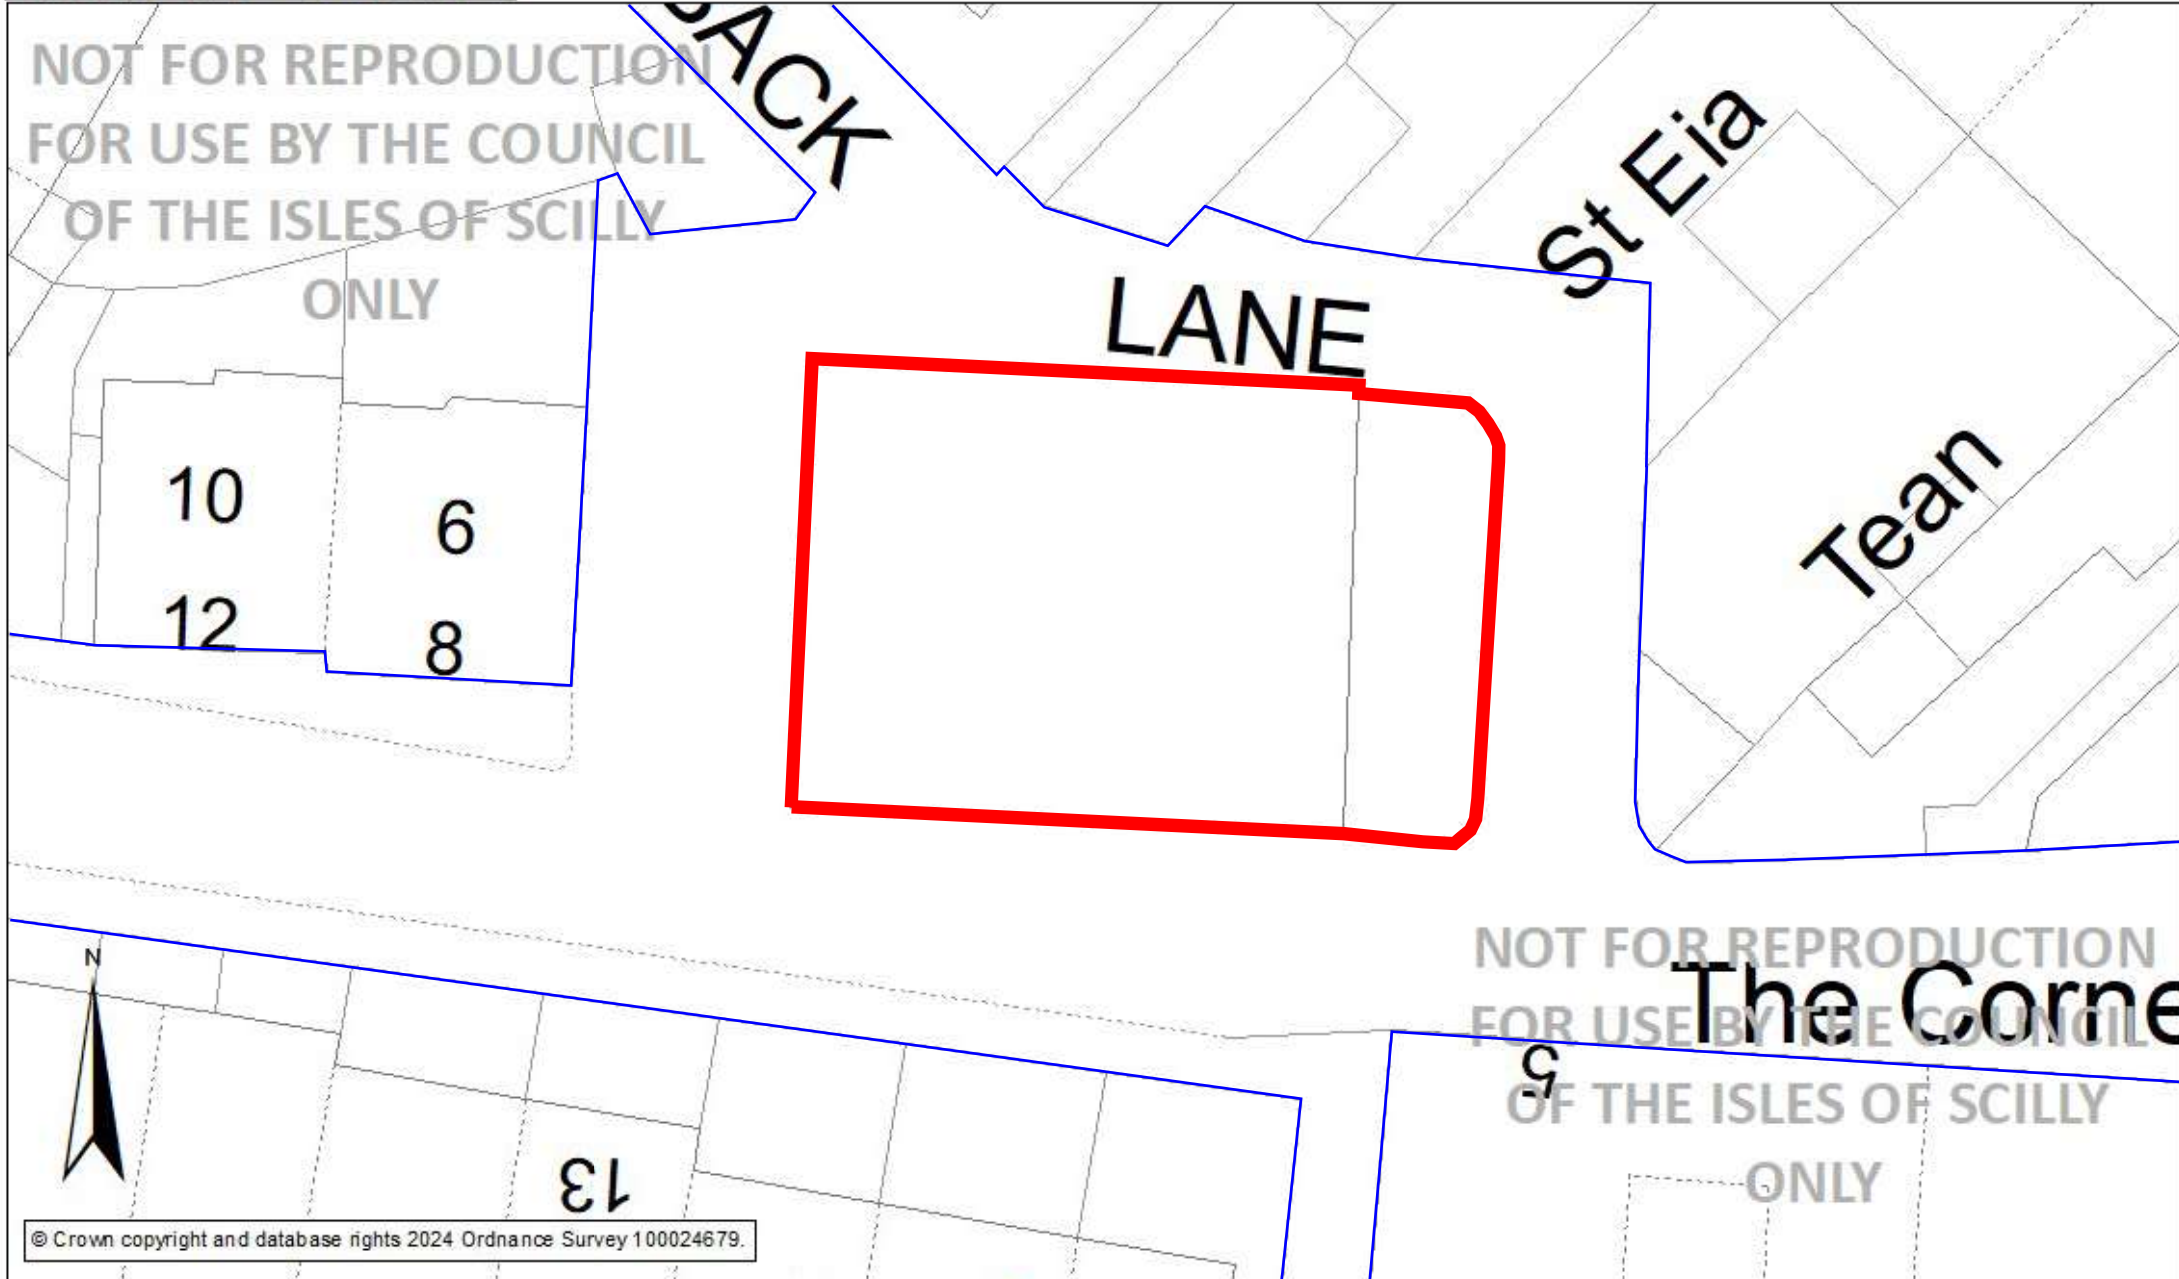 NOT FOR REPRODUCTION
FOR USE BY THE COUNCIL
OF THE ISLES OF SCILLY
ONLY
BACK
LANE
St Eia
Tean
10
12
6
8
NOT FOR REPRODUCTION
FOR USE BY THE COUNCIL
OF THE ISLES OF SCILLY
ONLY
The Corne
5
N
13
© Crown copyright and database rights 2024 Ordnance Survey 100024679.